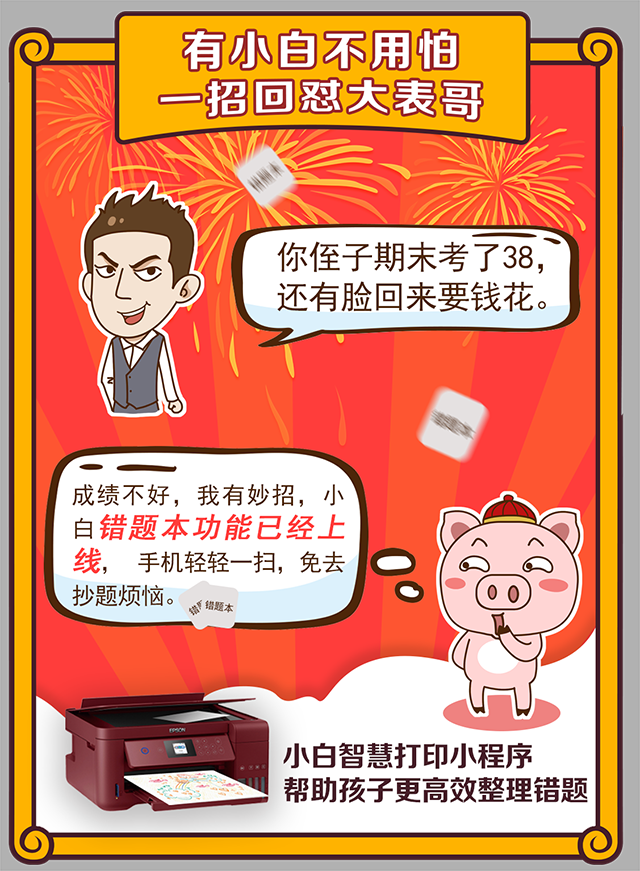 有小白不用怕
一招回怼大表哥
你侄子期末考了38，
还有脸回来要钱花。
成绩不好，我有妙招，小
白错题本功能已经上
线， 手机轻轻一扫，免去
抄题烦恼。
错题本
EPSON
小白智慧打印小程序
帮助孩子更高效整理错题